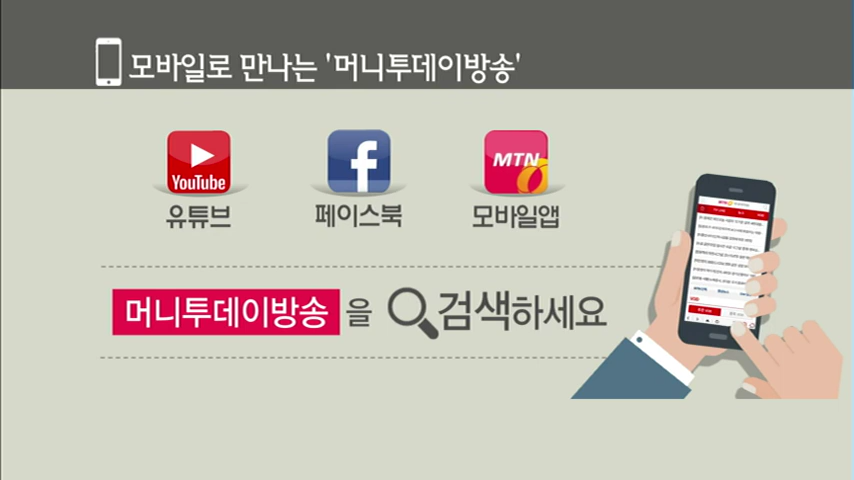 모바일로 만나는 '머니투데이방송'
YouTube
MTN
유튜브
페이스북
모바일앱
머니투데이방송을 검색하세요